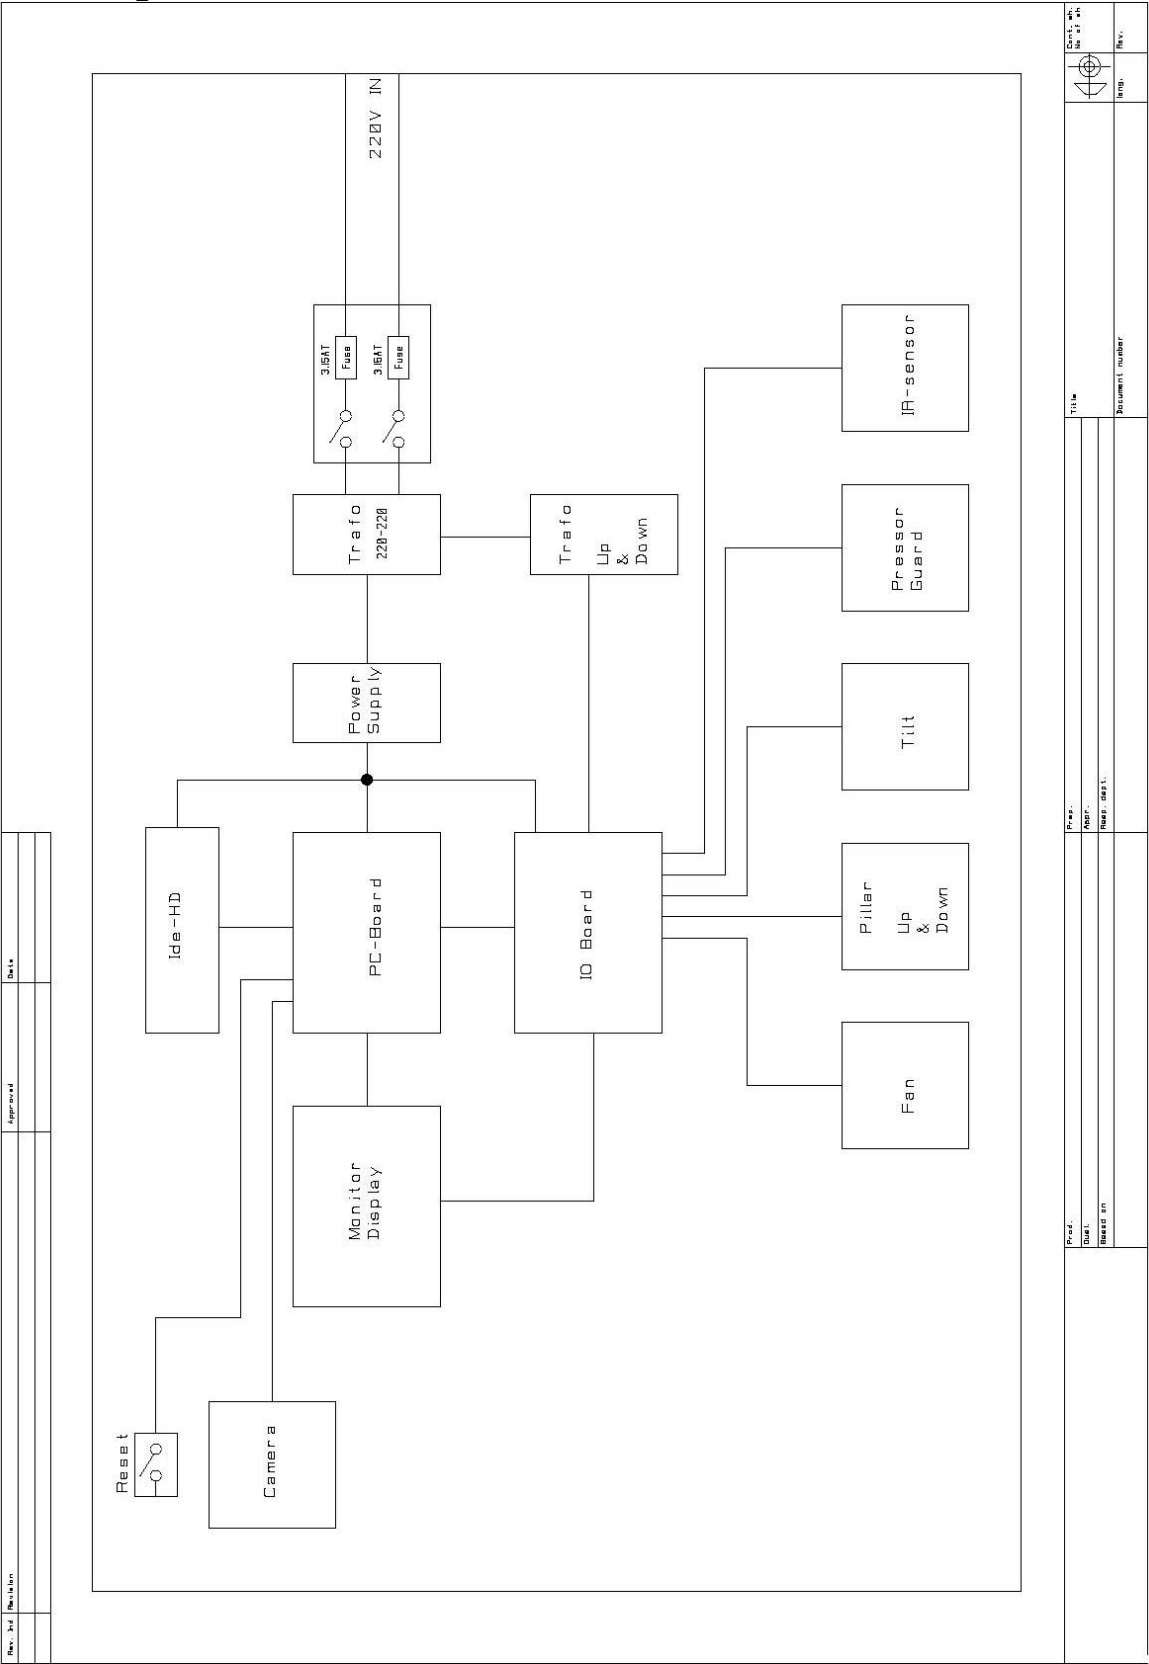 Rev. Ind
Revision
Approved
Date
Reset
Camera
Monitor
Display
Ide-HD
PC-Board
IO Board
Power
Supply
Trafo
220-220
Trafo
Up
&
Down
3.15AT
Fuse
3.15AT
Fuse
220V IN
Fan
Pillar
Up
&
Down
Tilt
Pressor
Guard
IR-sensor
Prod.
Prep.
Title
Cont. sh.
No of sh
Appr.
Based on
Resp. dept.
Document number
lang.
Rev.